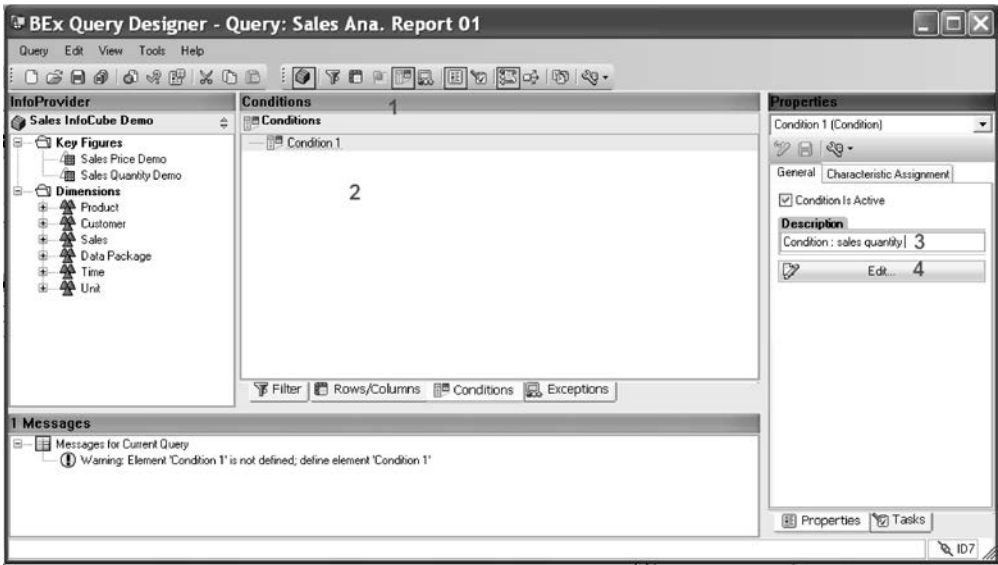 BEx Query Designer - Query: Sales Ana. Report 01
Query Edit View Tools Help
InfoProvider
Sales InfoCube Demo
Key Figures
Sales Price Demo
Sales Quantity Demo
Dimensions
Product
Customer
Sales
Data Package
Time
Unit
Conditions 1
Conditions
Condition 1
2
Filter Rows/Columns Conditions Exceptions
Properties
Condition 1 (Condition)
General Characteristic Assignment
Condition Is Active
Description
Condition : sales quantity 3
Edit... 4
Properties Tasks
1 Messages
Messages for Current Query
Warning: Element 'Condition 1' is not defined; define element 'Condition 1'
ID7